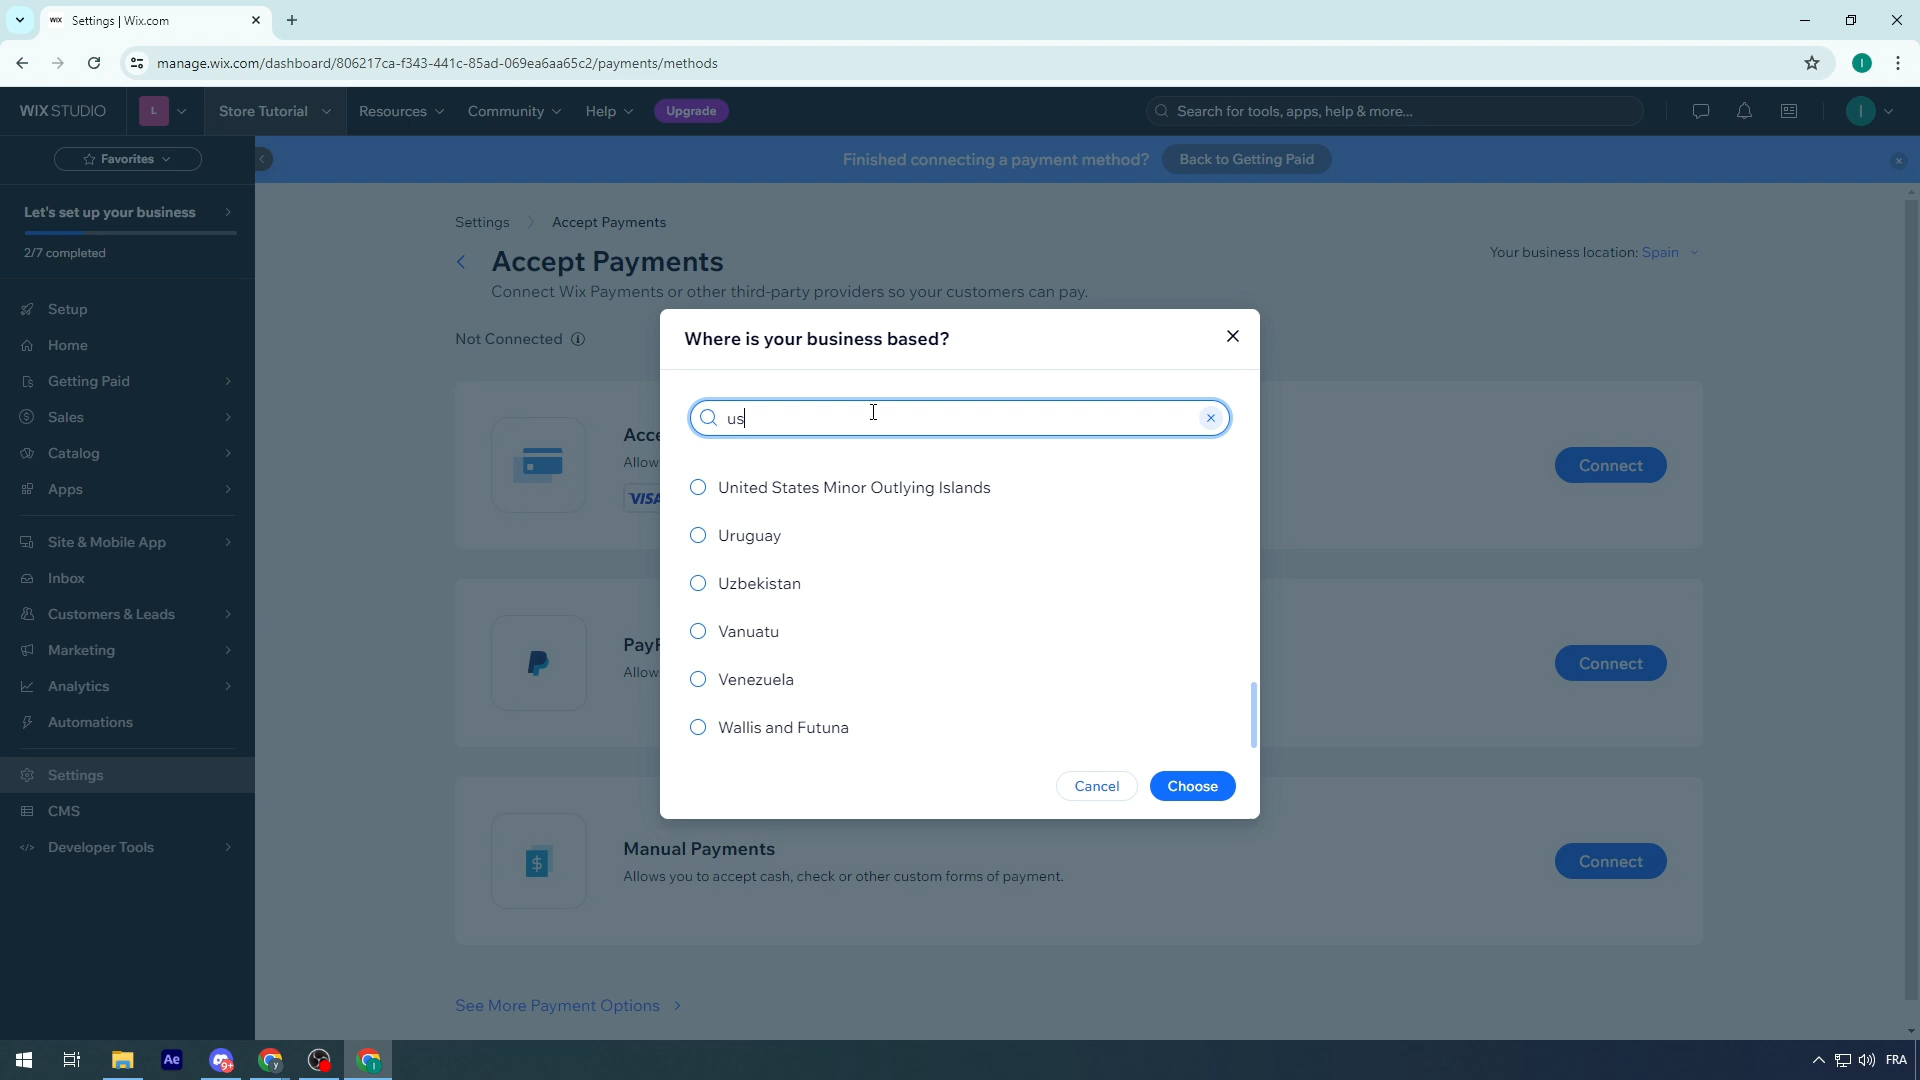 WIX Settings | Wix.com
manage.wix.com/dashboard/806217ca-f343-441c-85ad-069ea6aa65c2/payments/methods
I
WIX STUDIO
L
Store Tutorial
Resources
Community
Help
Upgrade
Search for tools, apps, help & more...
I
Favorites
Finished connecting a payment method?
Back to Getting Paid
Let's set up your business
2/7 completed
Setup
Home
Getting Paid
Sales
Catalog
Apps
Site & Mobile App
Inbox
Customers & Leads
Marketing
Analytics
Automations
Settings
CMS
Developer Tools
Settings
Accept Payments
Accept Payments
Your business location: Spain
Connect Wix Payments or other third-party providers so your customers can pay.
Not Connected
Where is your business based?
us
United States Minor Outlying Islands
Uruguay
Uzbekistan
Vanuatu
Venezuela
Wallis and Futuna
Cancel
Choose
Acce
Allow
VISA
Connect
PayP
Allow
Connect
Manual Payments
Allows you to accept cash, check or other custom forms of payment.
Connect
See More Payment Options
Ae
9+
y
I
FRA